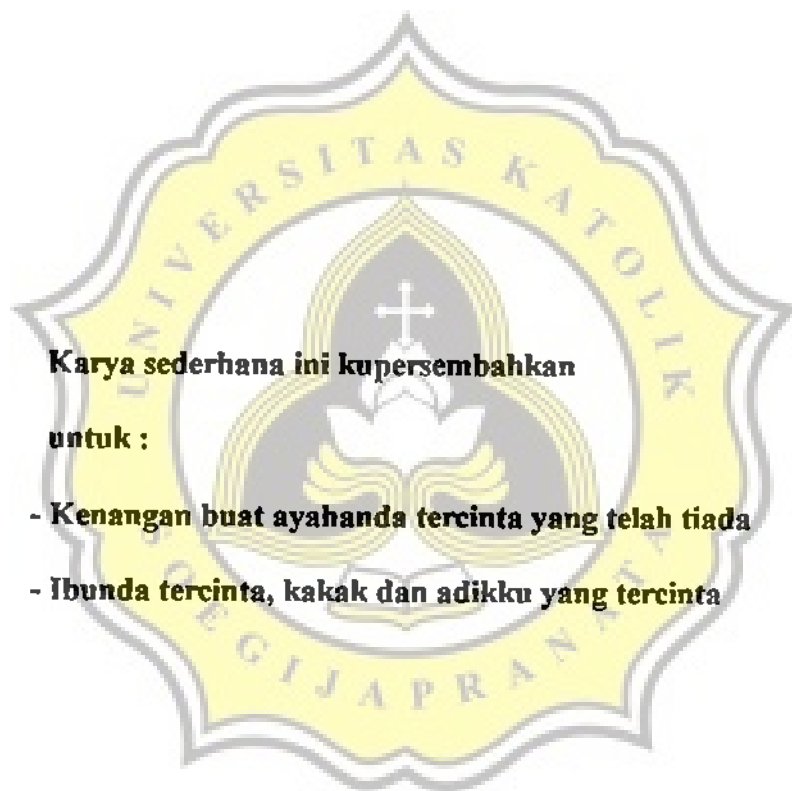 UNIVERSITAS KATOLIK
Karya sederhana ini kupersembahkan
untuk :
- Kenangan buat ayahanda tercinta yang telah tiada
- Ibunda tercinta, kakak dan adikku yang tercinta
SOEGIJAPRANATA